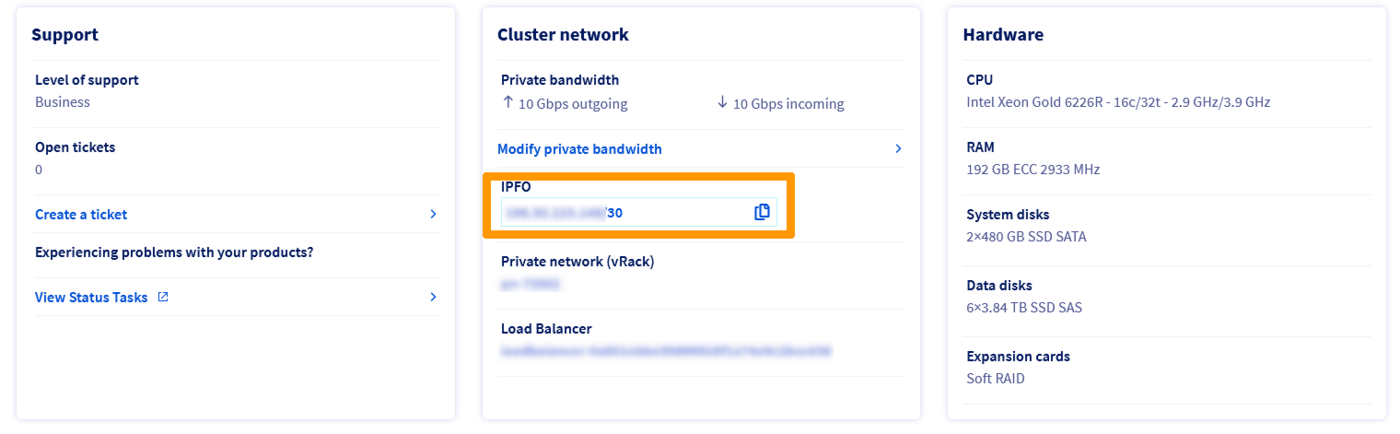 Support
Level of support
Business
Open tickets
0
Create a ticket
Experiencing problems with your products?
View Status Tasks
Cluster network
Private bandwidth
10 Gbps outgoing
10 Gbps incoming
Modify private bandwidth
IPFO
/30
Private network (vRack)
Load Balancer
Hardware
CPU
Intel Xeon Gold 6226R - 16c/32t - 2.9 GHz/3.9 GHz
RAM
192 GB ECC 2933 MHz
System disks
2×480 GB SSD SATA
Data disks
6×3.84 TB SSD SAS
Expansion cards
Soft RAID